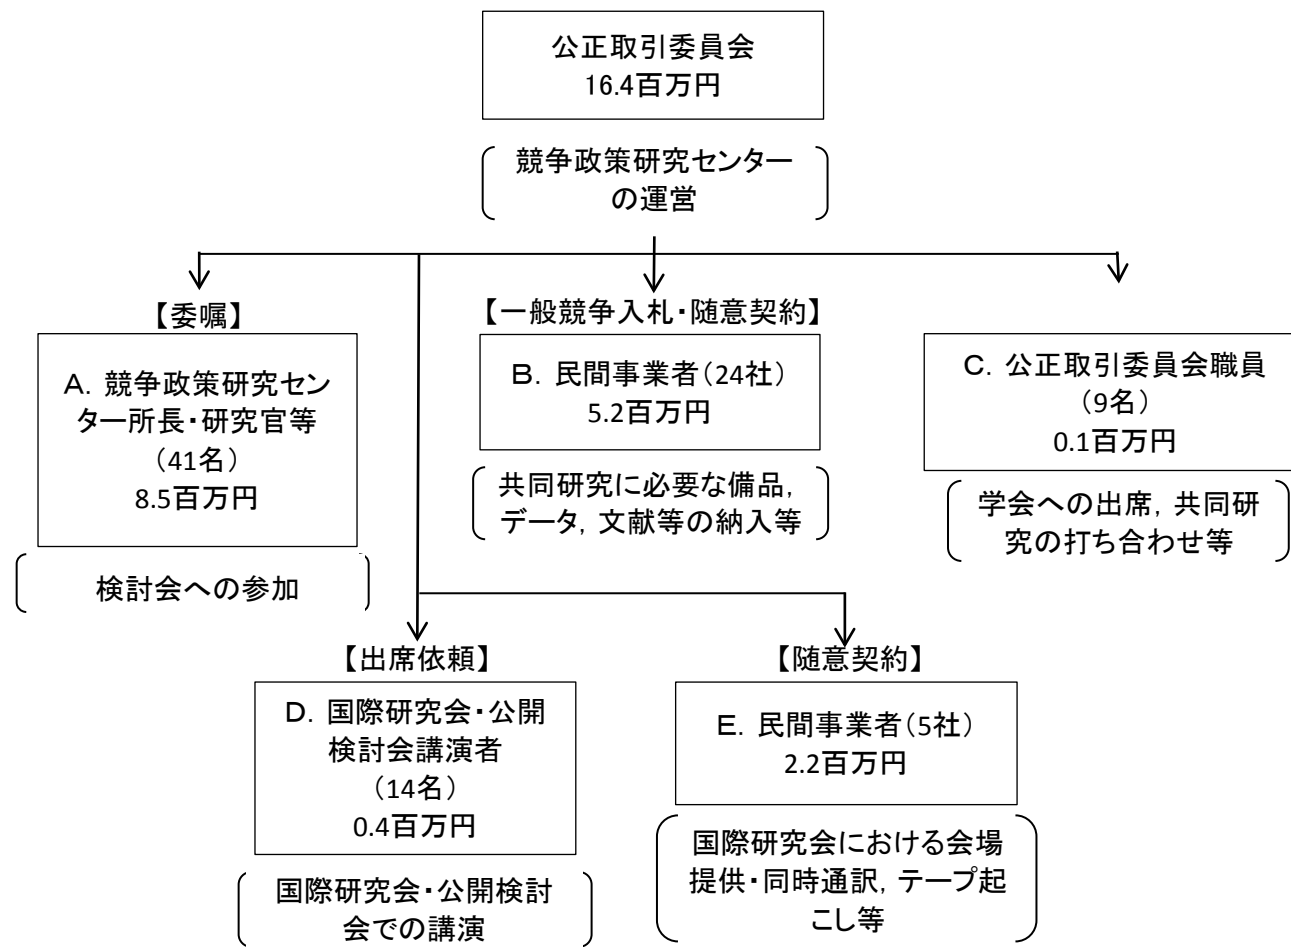 公正取引委員会
16.4百万円
競争政策研究センター
の運営
【委嘱】
A. 競争政策研究セン
ター所長・研究官等
(41名)
8.5百万円
検討会への参加
【一般競争入札・随意契約】
B. 民間事業者(24社)
5.2百万円
共同研究に必要な備品,
データ, 文献等の納入等
C. 公正取引委員会職員
(9名)
0.1百万円
学会への出席, 共同研
究の打ち合わせ等
【出席依頼】
D. 国際研究会・公開
検討会講演者
(14名)
0.4百万円
国際研究会・公開検討
会での講演
【随意契約】
E. 民間事業者(5社)
2.2百万円
国際研究会における会場
提供・同時通訳, テープ起
こし等